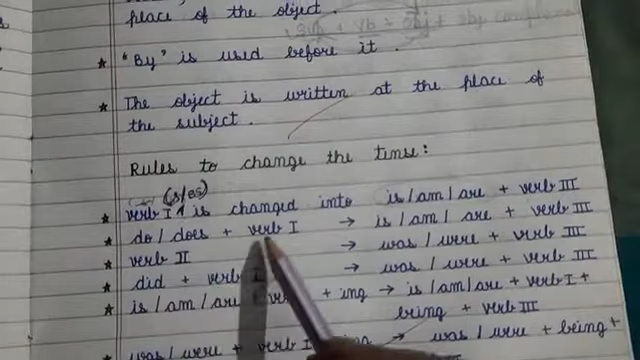 place of the object.
★ "By" is used before it.
★ The object is written at the place of
the subject.
Rules to change the tense:
(s/es)
★ verb I is changed into is/am/are + verb III
★ do/does + verb I → is/am/are + verb III
★ verb II → was/were + verb III
★ did + verb → was/were + verb III
★ is/am/are + ing → is/am/are + verb I +
being + verb III
★ was/were + verb I ing → was/were + being +